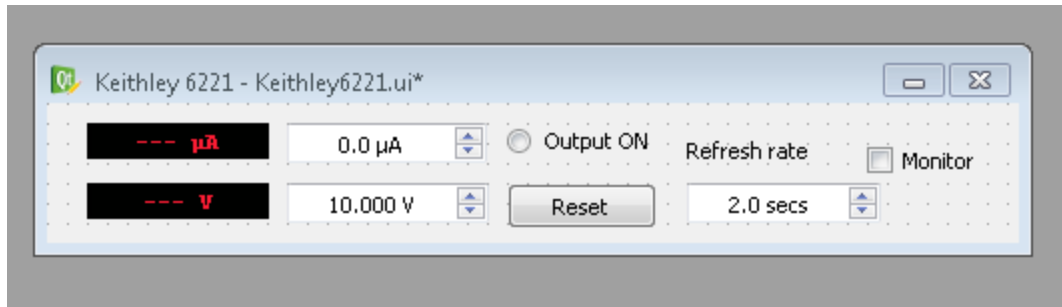 Qt
Keithley 6221 - Keithley6221.ui*
--- µA
0.0 µA
Output ON
Refresh rate
Monitor
--- V
10.000 V
Reset
2.0 secs